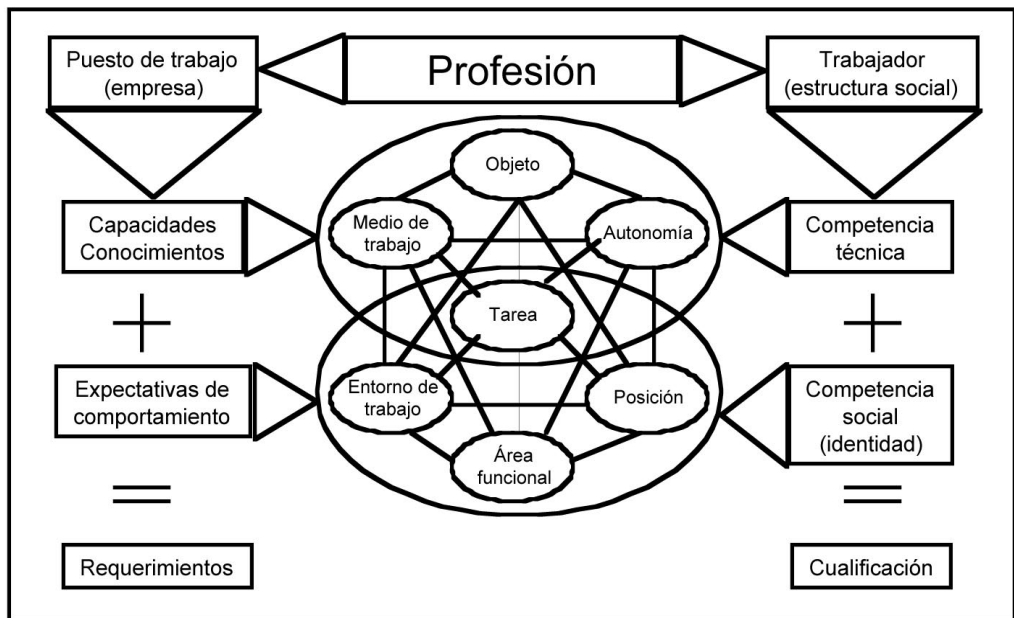 Puesto de trabajo
(empresa)
Profesión
Trabajador
(estructura social)
Objeto
Capacidades
Conocimientos
Medio de
trabajo
Autonomía
Competencia
técnica
+
Tarea
+
Expectativas de
comportamiento
Entorno de
trabajo
Posición
Competencia
social
(identidad)
Área
funcional
=
=
Requerimientos
Cualificación